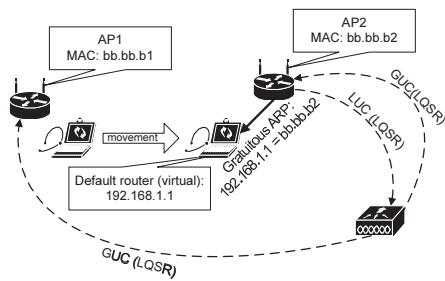 AP1
MAC: bb.bb.b1
AP2
MAC: bb.bb.b2
movement
Gratuitous ARP:
192.168.1.1 = bb.bb.b2
GUC(LQSR)
LUC (LQSR)
Default router (virtual):
192.168.1.1
GUC (LQSR)